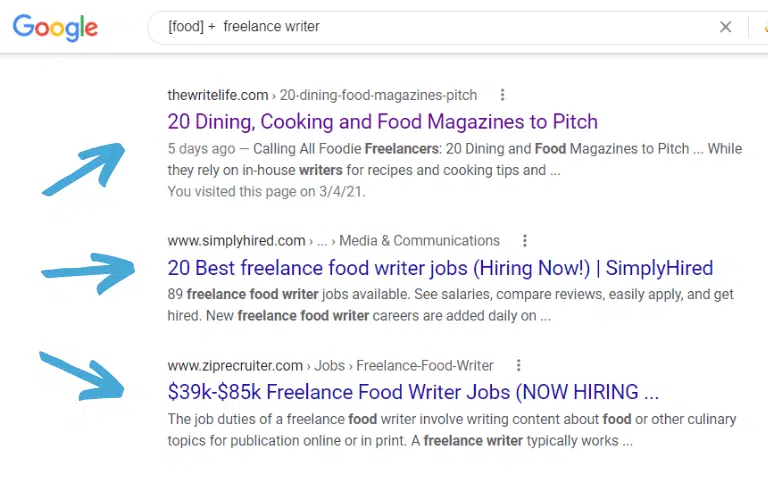 Google
[food] + freelance writer
thewritelife.com › 20-dining-food-magazines-pitch
20 Dining, Cooking and Food Magazines to Pitch
5 days ago — Calling All Foodie Freelancers: 20 Dining and Food Magazines to Pitch ... While
they rely on in-house writers for recipes and cooking tips and ...
You visited this page on 3/4/21.
www.simplyhired.com › ... › Media & Communications
20 Best freelance food writer jobs (Hiring Now!) | SimplyHired
89 freelance food writer jobs available. See salaries, compare reviews, easily apply, and get
hired. New freelance food writer careers are added daily on ...
www.ziprecruiter.com › Jobs › Freelance-Food-Writer
$39k-$85k Freelance Food Writer Jobs (NOW HIRING ...
The job duties of a freelance food writer involve writing content about food or other culinary
topics for publication online or in print. A freelance writer typically works ...